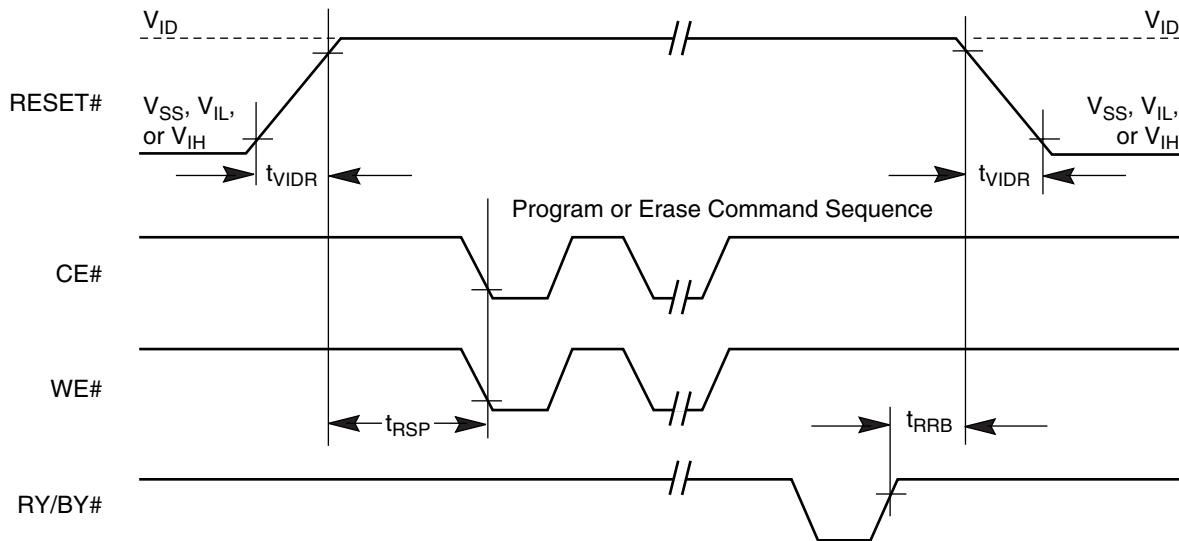 V_ID
V_ID
RESET#
V_SS, V_IL,
or V_IH
V_SS, V_IL,
or V_IH
t_VIDR
t_VIDR
Program or Erase Command Sequence
CE#
WE#
t_RSP
t_RRB
RY/BY#